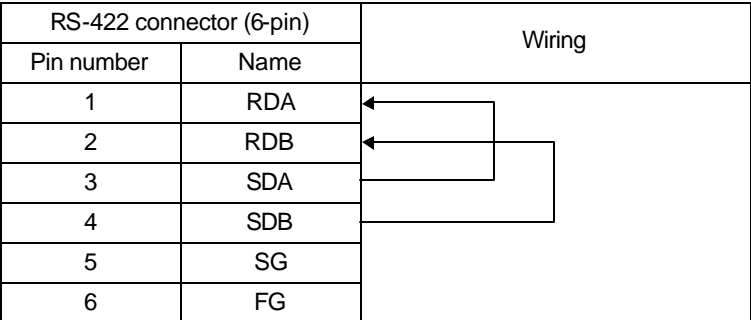 RS-422 connector (6-pin) Wiring
Pin number Name
1 RDA
2 RDB
3 SDA
4 SDB
5 SG
6 FG